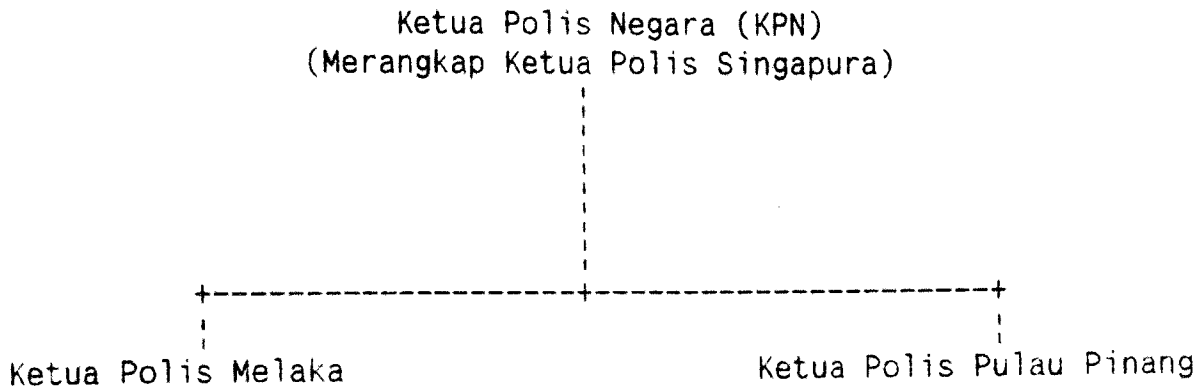 Ketua Polis Negara (KPN)
(Merangkap Ketua Polis Singapura)
Ketua Polis Melaka
Ketua Polis Pulau Pinang